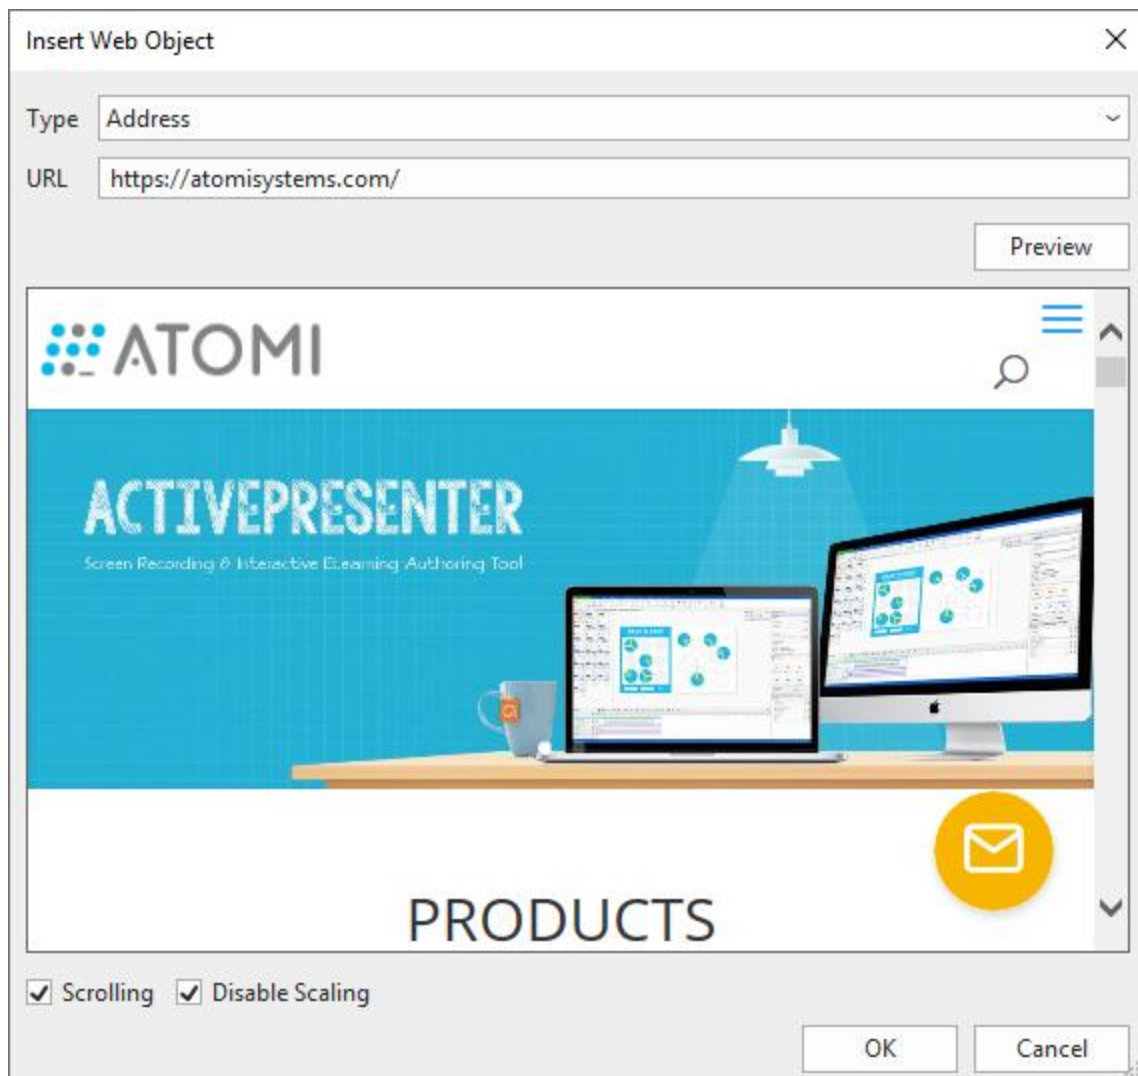 Insert Web Object
Type Address
URL https://atomisystems.com/
Preview
ATOMI
ACTIVEPRESENTER
Screen Recording & Interactive ELearning Authoring Tool
PRODUCTS
Scrolling Disable Scaling
OK Cancel